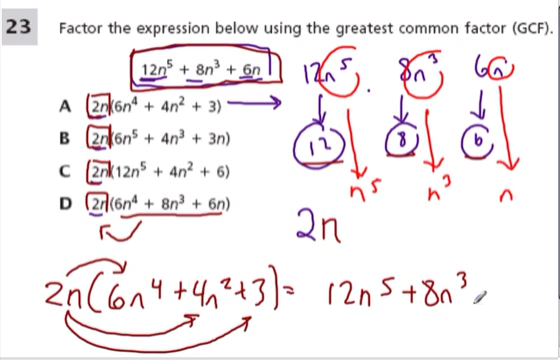 23 Factor the expression below using the greatest common factor (GCF).
12n⁵ + 8n³ + 6n 12n⁵ . 8n³ 6n
A 2n(6n⁴ + 4n² + 3)
B 2n(6n⁵ + 4n³ + 3n) 12 8 6
C 2n(12n⁵ + 4n² + 6) n⁵ n³ n
D 2n(6n⁴ + 8n³ + 6n) 2n
2n(6n⁴ + 4n² + 3) = 12n⁵ + 8n³